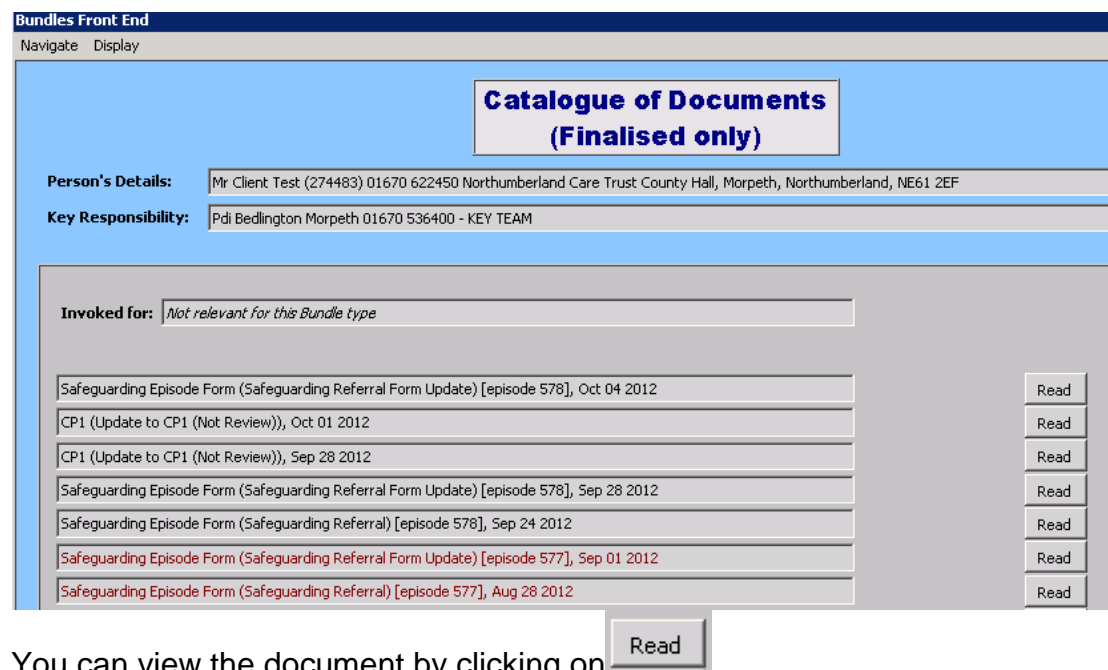 Bundles Front End
Navigate Display
Catalogue of Documents
(Finalised only)
Person's Details: Mr Client Test (274483) 01670 622450 Northumberland Care Trust County Hall, Morpeth, Northumberland, NE61 2EF
Key Responsibility: Pdi Bedlington Morpeth 01670 536400 - KEY TEAM
Invoked for: Not relevant for this Bundle type
Safeguarding Episode Form (Safeguarding Referral Form Update) [episode 578], Oct 04 2012 Read
CP1 (Update to CP1 (Not Review)), Oct 01 2012 Read
CP1 (Update to CP1 (Not Review)), Sep 28 2012 Read
Safeguarding Episode Form (Safeguarding Referral Form Update) [episode 578], Sep 28 2012 Read
Safeguarding Episode Form (Safeguarding Referral) [episode 578], Sep 24 2012 Read
Safeguarding Episode Form (Safeguarding Referral Form Update) [episode 577], Sep 01 2012 Read
Safeguarding Episode Form (Safeguarding Referral) [episode 577], Aug 28 2012 Read
You can view the document by clicking on Read